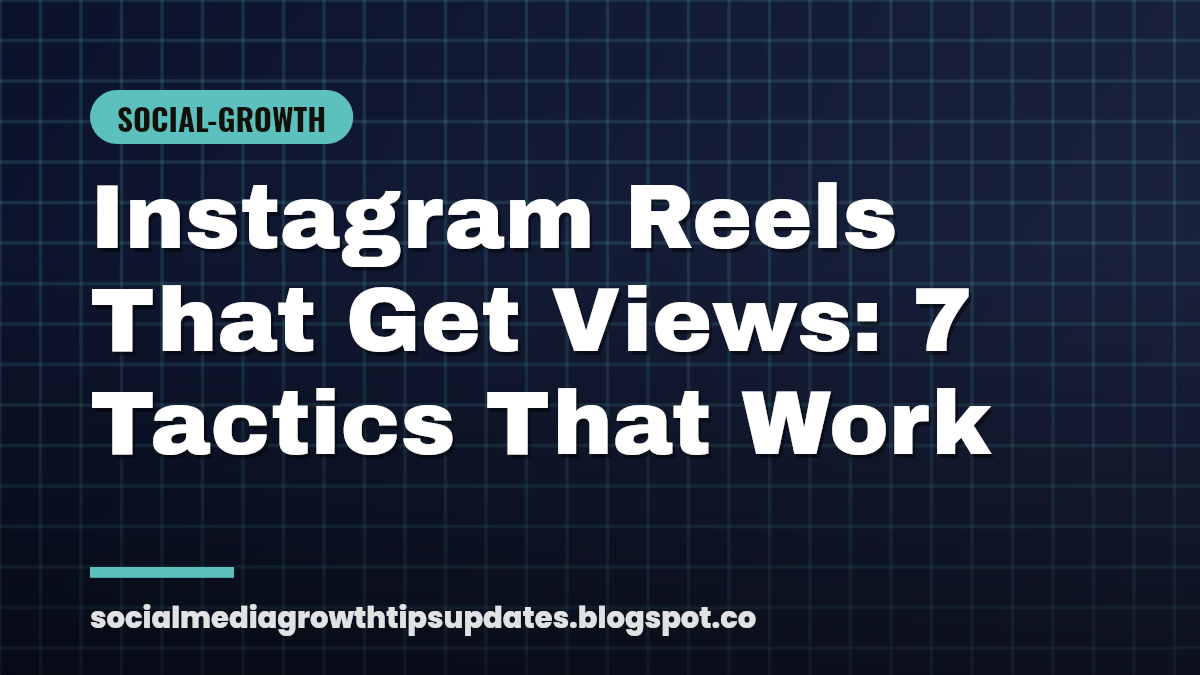 SOCIAL-GROWTH
Instagram Reels
That Get Views: 7
Tactics That Work
socialmediagrowthtipsupdates.blogspot.co